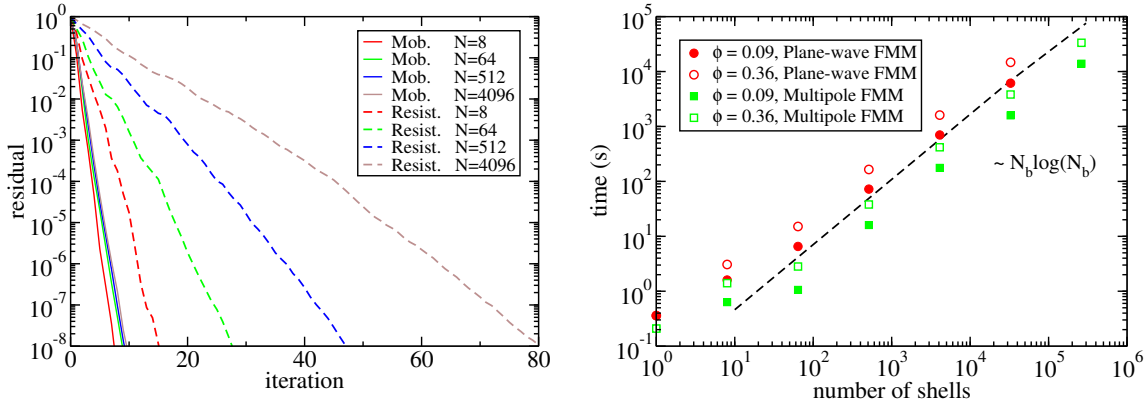 10^0
10^-1
10^-2
10^-3
10^-4
10^-5
10^-6
10^-7
10^-8
residual
0 20 40 60 80
iteration
Mob. N=8
Mob. N=64
Mob. N=512
Mob. N=4096
Resist. N=8
Resist. N=64
Resist. N=512
Resist. N=4096
10^5
10^4
10^3
10^2
10^1
10^0
10^-1
time (s)
ϕ = 0.09, Plane-wave FMM
ϕ = 0.36, Plane-wave FMM
ϕ = 0.09, Multipole FMM
ϕ = 0.36, Multipole FMM
~ N_b log(N_b)
10^0 10^1 10^2 10^3 10^4 10^5 10^6
number of shells